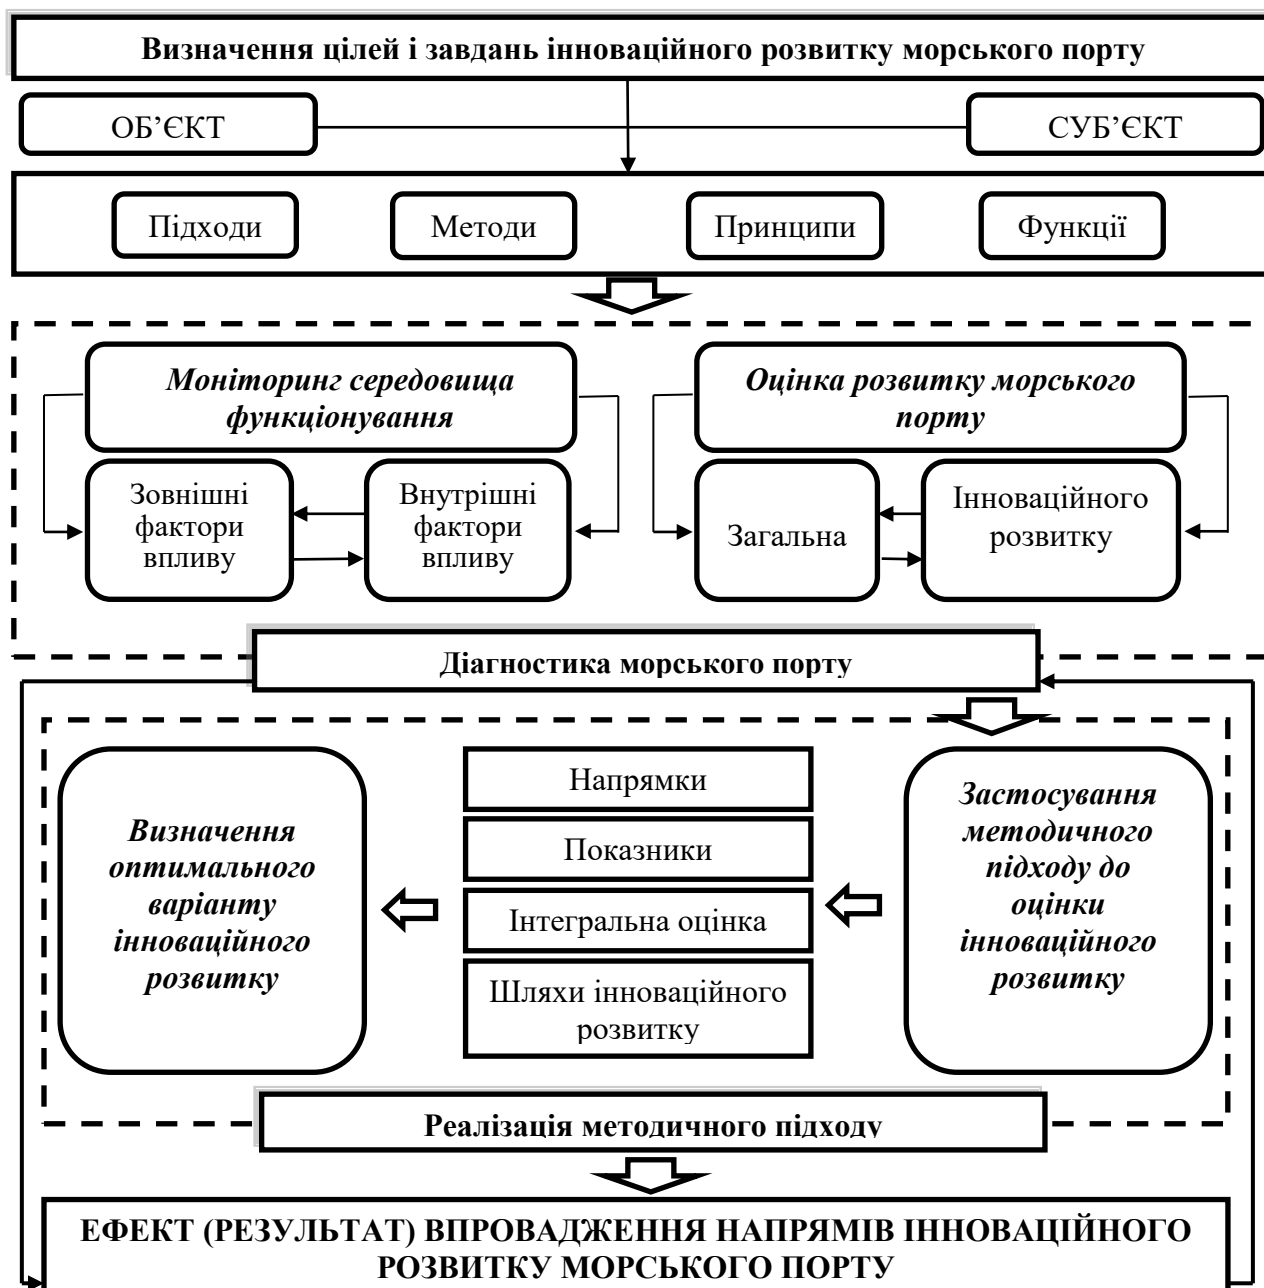 Визначення цілей і завдань інноваційного розвитку морського порту
ОБ’ЄКТ
СУБ’ЄКТ
Підходи
Методи
Принципи
Функції
Моніторинг середовища
функціонування
Оцінка розвитку морського
порту
Зовнішні
фактори
впливу
Внутрішні
фактори
впливу
Загальна
Інноваційного
розвитку
Діагностика морського порту
Визначення
оптимального
варіанту
інноваційного
розвитку
Напрямки
Показники
Інтегральна оцінка
Шляхи інноваційного
розвитку
Застосування
методичного
підходу до
оцінки
інноваційного
розвитку
Реалізація методичного підходу
ЕФЕКТ (РЕЗУЛЬТАТ) ВПРОВАДЖЕННЯ НАПРЯМІВ ІННОВАЦІЙНОГО
РОЗВИТКУ МОРСЬКОГО ПОРТУ